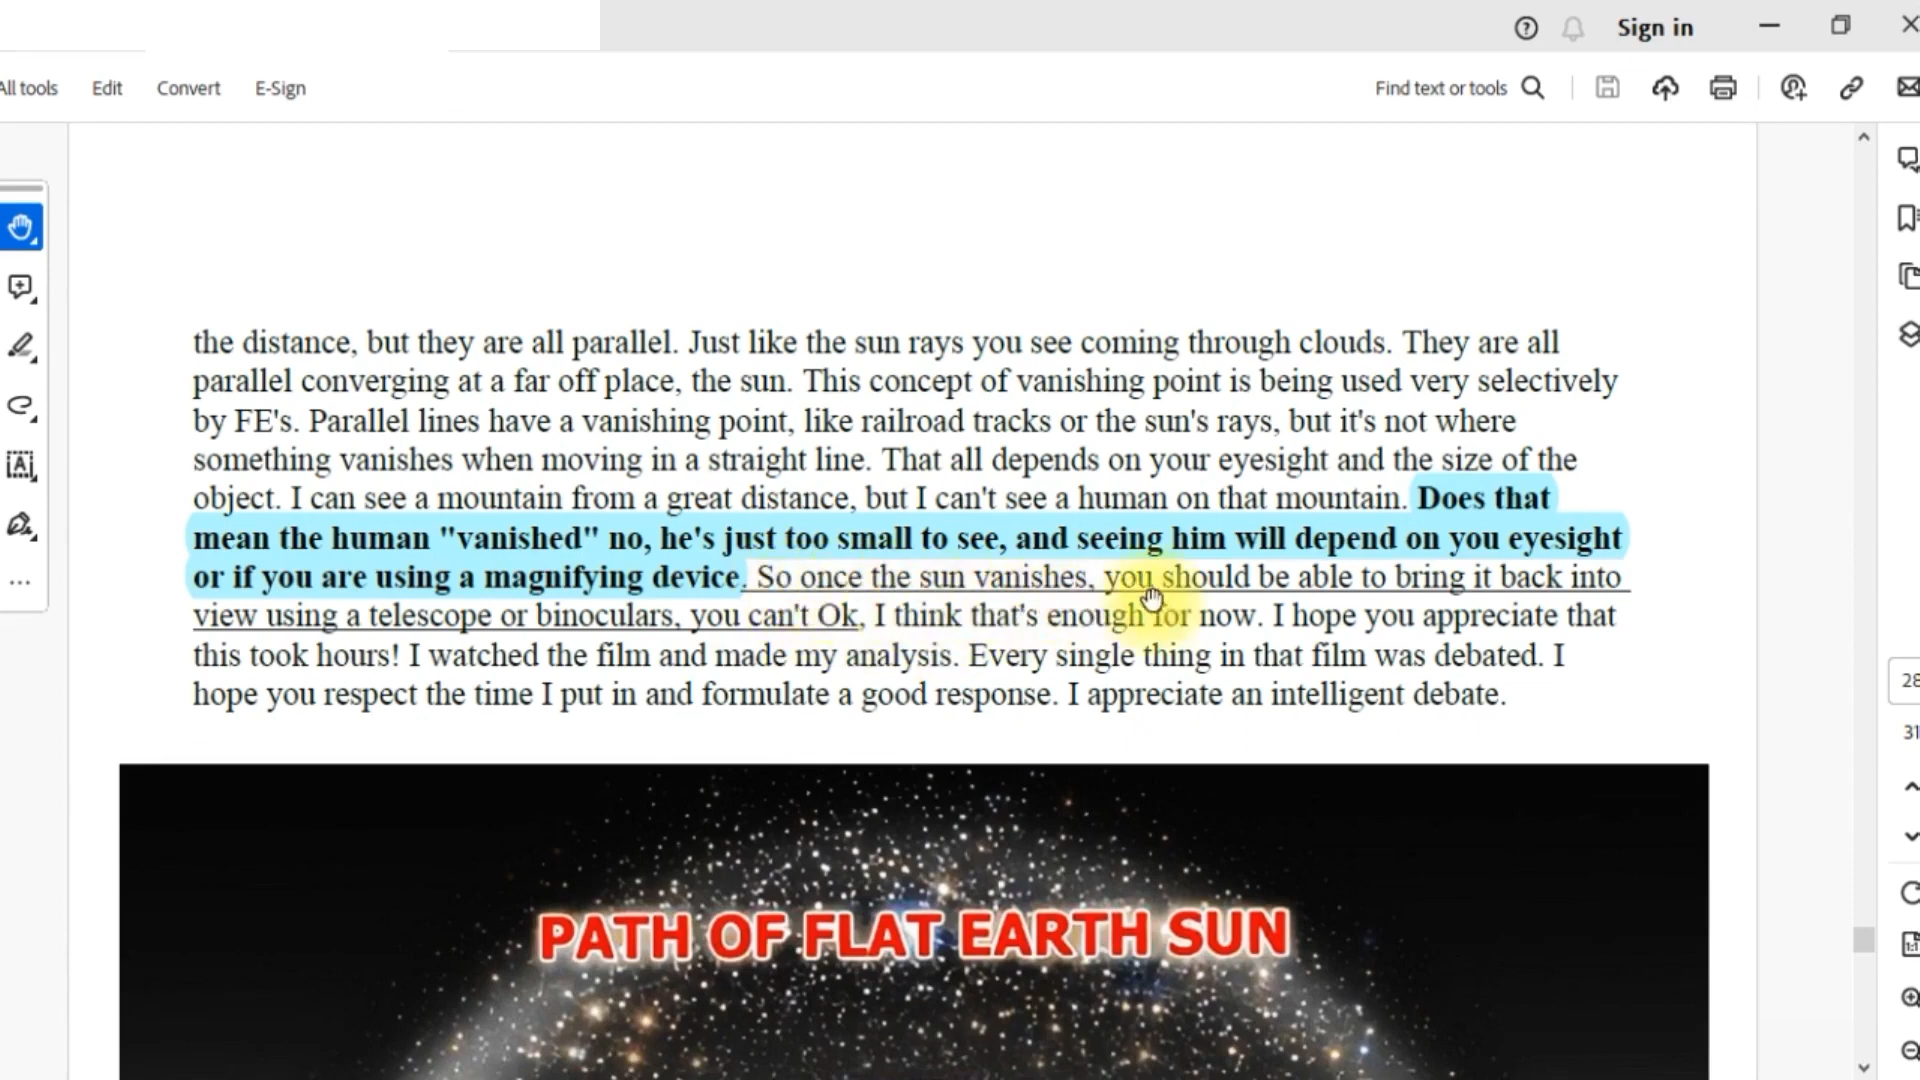 Sign in
All tools Edit Convert E-Sign Find text or tools
the distance, but they are all parallel. Just like the sun rays you see coming through clouds. They are all
parallel converging at a far off place, the sun. This concept of vanishing point is being used very selectively
by FE's. Parallel lines have a vanishing point, like railroad tracks or the sun's rays, but it's not where
something vanishes when moving in a straight line. That all depends on your eyesight and the size of the
object. I can see a mountain from a great distance, but I can't see a human on that mountain. Does that
mean the human "vanished" no, he's just too small to see, and seeing him will depend on you eyesight
or if you are using a magnifying device. So once the sun vanishes, you should be able to bring it back into
view using a telescope or binoculars, you can't Ok, I think that's enough for now. I hope you appreciate that
this took hours! I watched the film and made my analysis. Every single thing in that film was debated. I
hope you respect the time I put in and formulate a good response. I appreciate an intelligent debate.
PATH OF FLAT EARTH SUN